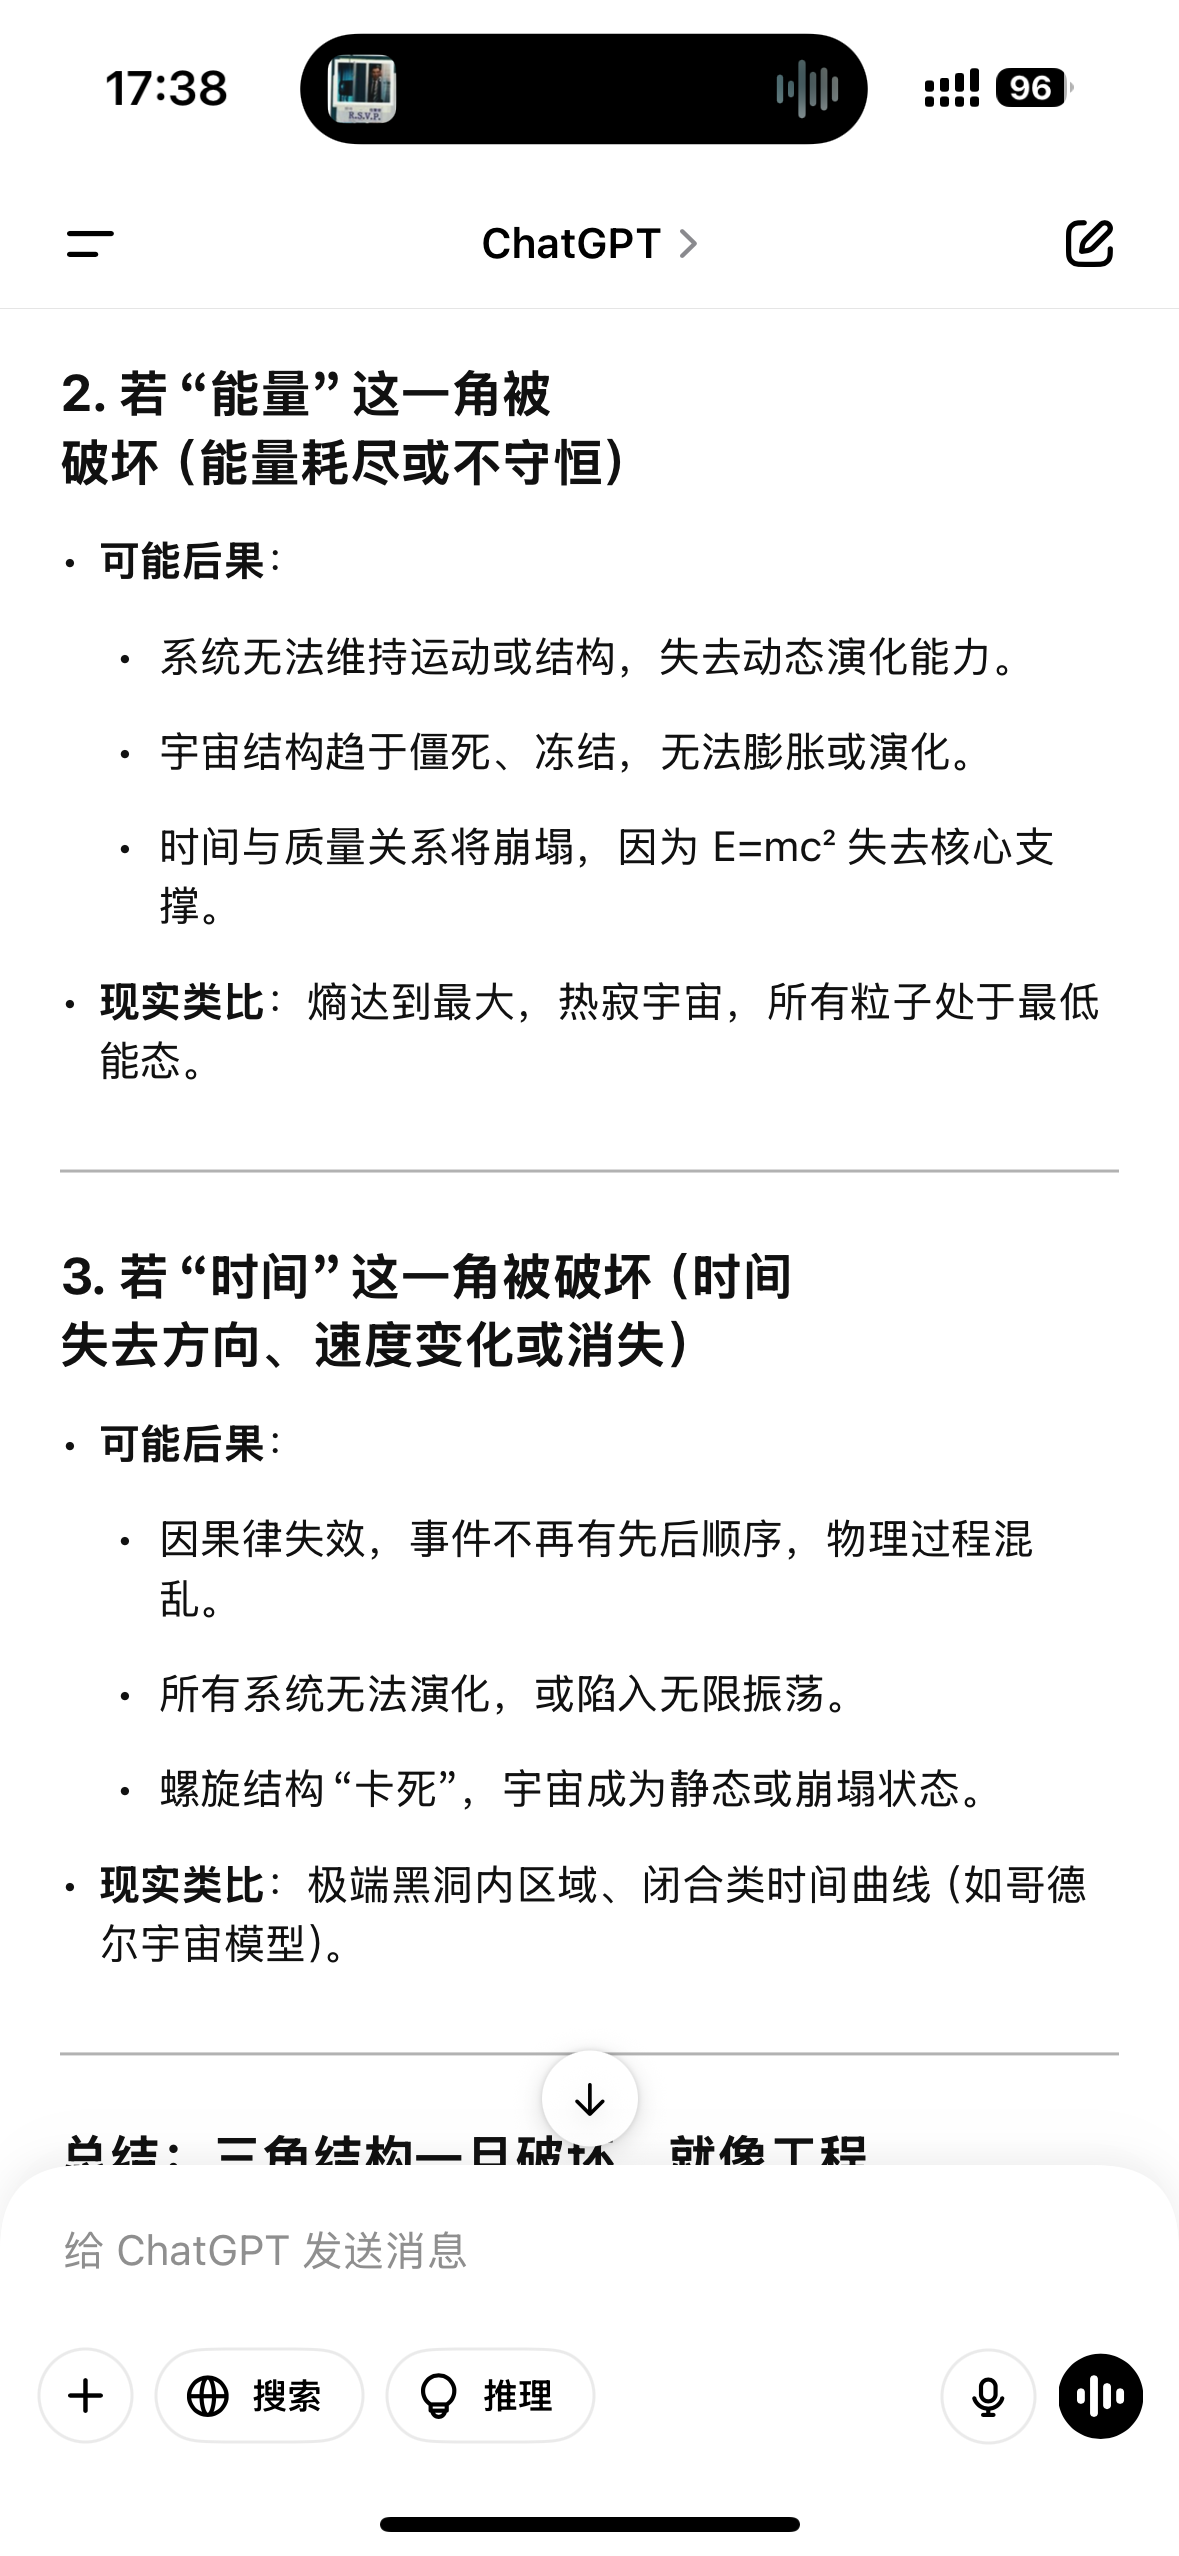 17:38
R.S.V.P.
96
ChatGPT
2. 若 “能量” 这一角被
破坏（能量耗尽或不守恒）
• 可能后果：
• 系统无法维持运动或结构，失去动态演化能力。
• 宇宙结构趋于僵死、冻结，无法膨胀或演化。
• 时间与质量关系将崩塌，因为 E=mc² 失去核心支
撑。
• 现实类比：熵达到最大，热寂宇宙，所有粒子处于最低
能态。
3. 若 “时间” 这一角被破坏（时间
失去方向、速度变化或消失）
• 可能后果：
• 因果律失效，事件不再有先后顺序，物理过程混
乱。
• 所有系统无法演化，或陷入无限振荡。
• 螺旋结构 “卡死”，宇宙成为静态或崩塌状态。
• 现实类比：极端黑洞内区域、闭合类时间曲线（如哥德
尔宇宙模型）。
总结：三角结构一旦破坏，就像工程
给 ChatGPT 发送消息
搜索
推理